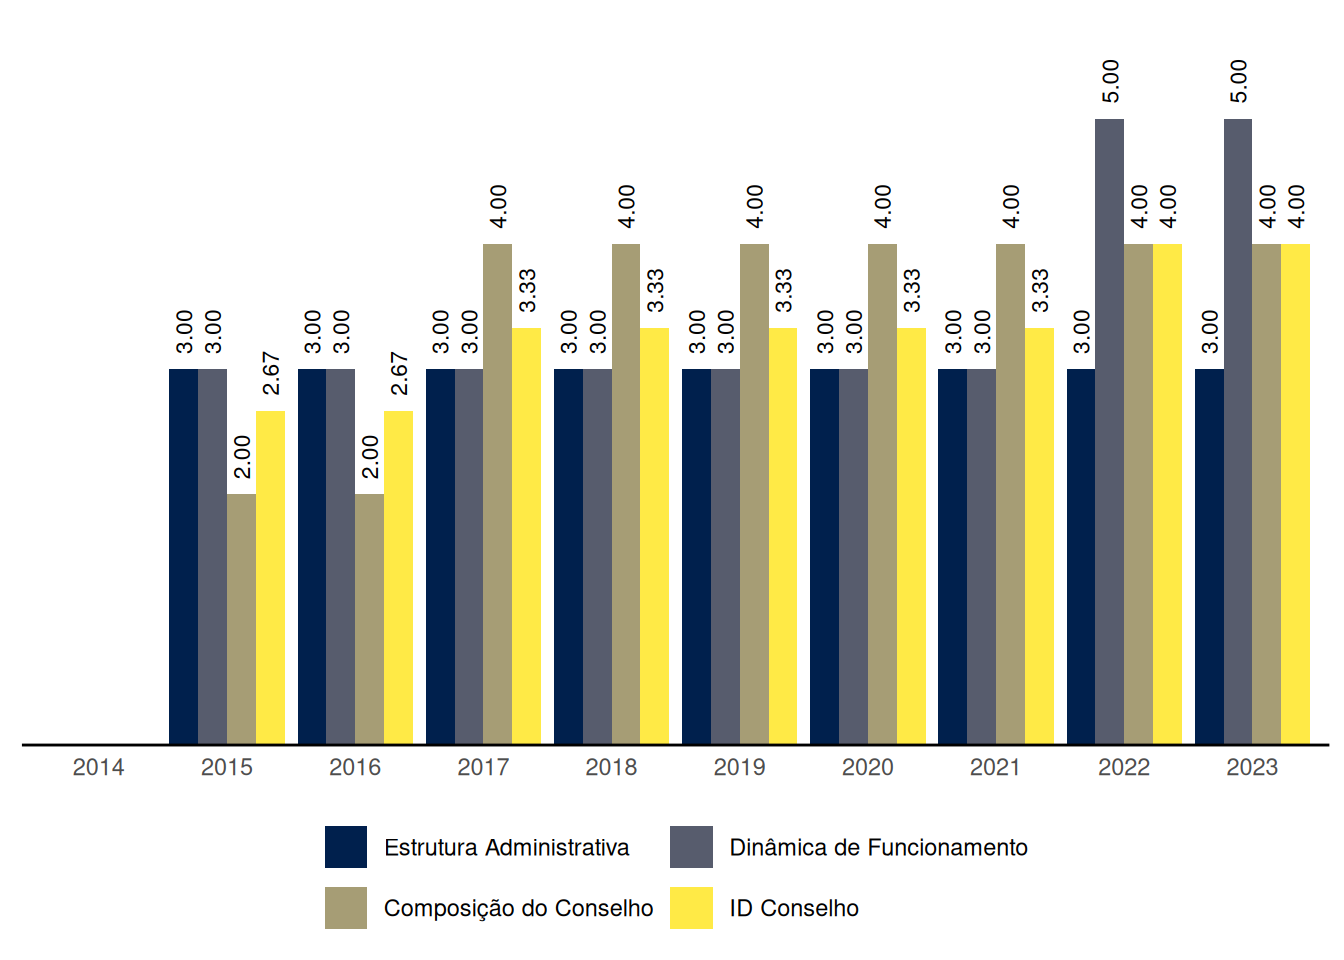 5.00 5.00
4.00 4.00 4.00 4.00 4.00 4.00 4.00 4.00 4.00
3.33 3.33 3.33 3.33 3.33
3.00 3.00 3.00 3.00 3.00 3.00 3.00 3.00 3.00 3.00 3.00 3.00 3.00 3.00 3.00 3.00
2.67 2.67
2.00 2.00
2014 2015 2016 2017 2018 2019 2020 2021 2022 2023
Estrutura Administrativa Dinâmica de Funcionamento
Composição do Conselho ID Conselho